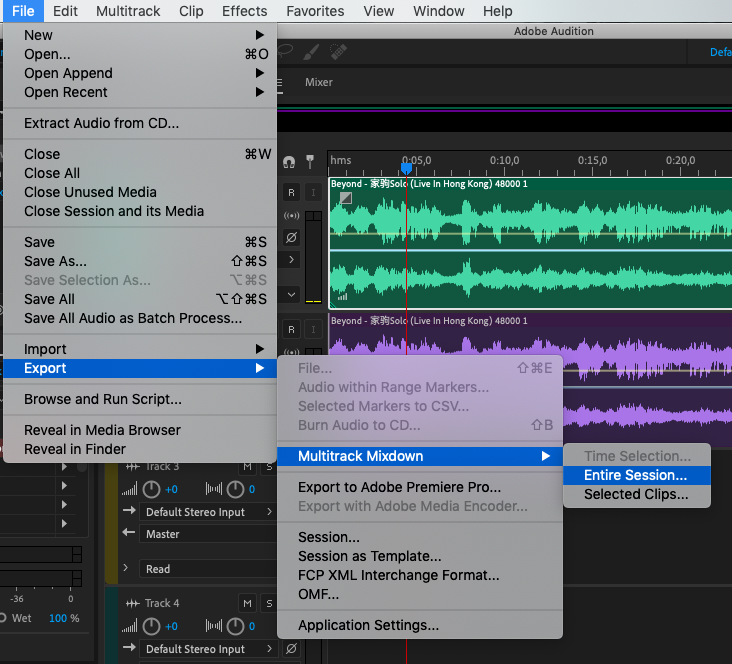 File Edit Multitrack Clip Effects Favorites View Window Help
Adobe Audition
Defa
Mixer
New
Open... ⌘O
Open Append
Open Recent
Extract Audio from CD...
Close ⌘W
Close All
Close Unused Media
Close Session and its Media
Save ⌘S
Save As... ⇧⌘S
Save Selection As... ⌥⌘S
Save All ⌥⇧⌘S
Save All Audio as Batch Process...
Import
Export
Browse and Run Script...
Reveal in Media Browser
Reveal in Finder
File... ⇧⌘E
Audio within Range Markers...
Selected Markers to CSV...
Burn Audio to CD... ⇧B
Multitrack Mixdown
Export to Adobe Premiere Pro...
Export with Adobe Media Encoder...
Session...
Session as Template...
FCP XML Interchange Format...
OMF...
Application Settings...
Time Selection...
Entire Session...
Selected Clips...
hms 0:05,0 0:10,0 0:15,0 0:20,0
Beyond - 家驹Solo (Live In Hong Kong) 48000 1
R I
Beyond - 家驹Solo (Live In Hong Kong) 48000 1
R I
Track 3 M S
+0 0
Default Stereo Input
Master
Read
Track 4 M S
+0 0
Default Stereo Input
-36 0
Wet 100 %